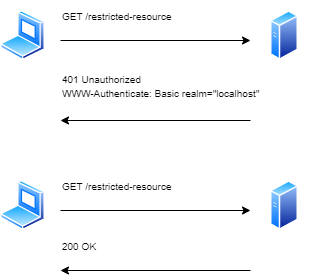 GET /restricted-resource
401 Unauthorized
WWW-Authenticate: Basic realm="localhost"
GET /restricted-resource
200 OK